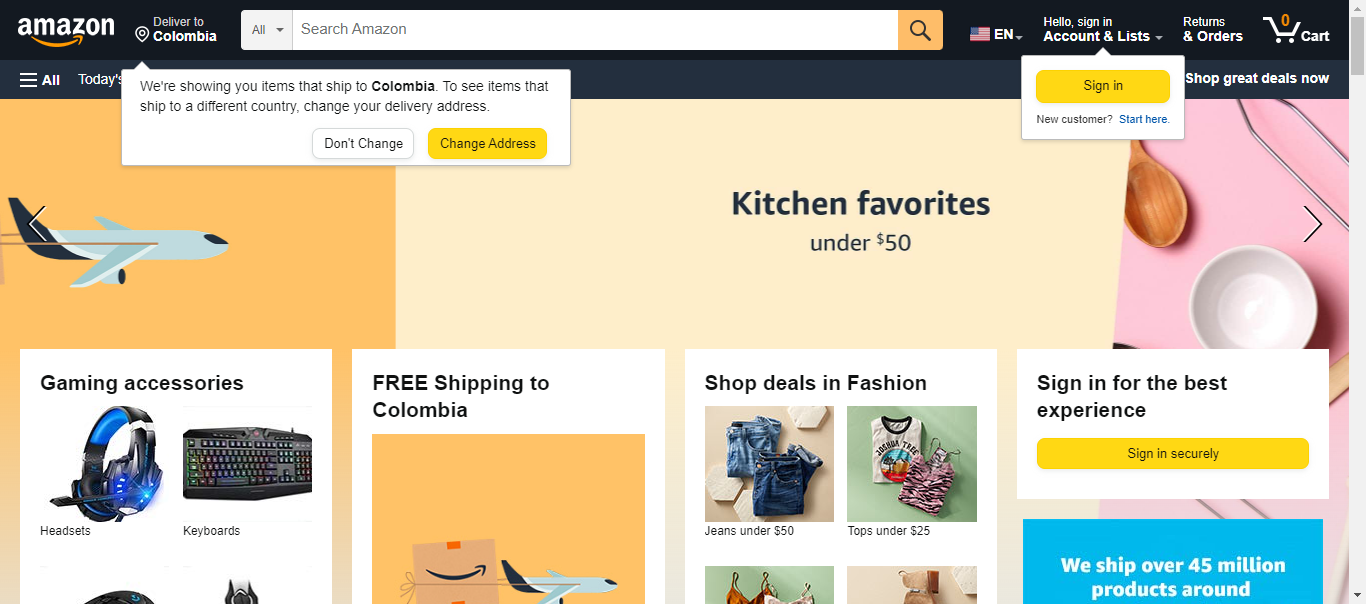 amazon
Deliver to
Colombia
All
Search Amazon
EN
Hello, sign in
Account & Lists
Returns
& Orders
0
Cart
All
Today's
Shop great deals now
We're showing you items that ship to Colombia. To see items that
ship to a different country, change your delivery address.
Don't Change
Change Address
Sign in
New customer? Start here.
Kitchen favorites
under $50
Gaming accessories
Headsets
Keyboards
FREE Shipping to
Colombia
Shop deals in Fashion
JOSHUA TREE
Jeans under $50
Tops under $25
Sign in for the best
experience
Sign in securely
We ship over 45 million
products around